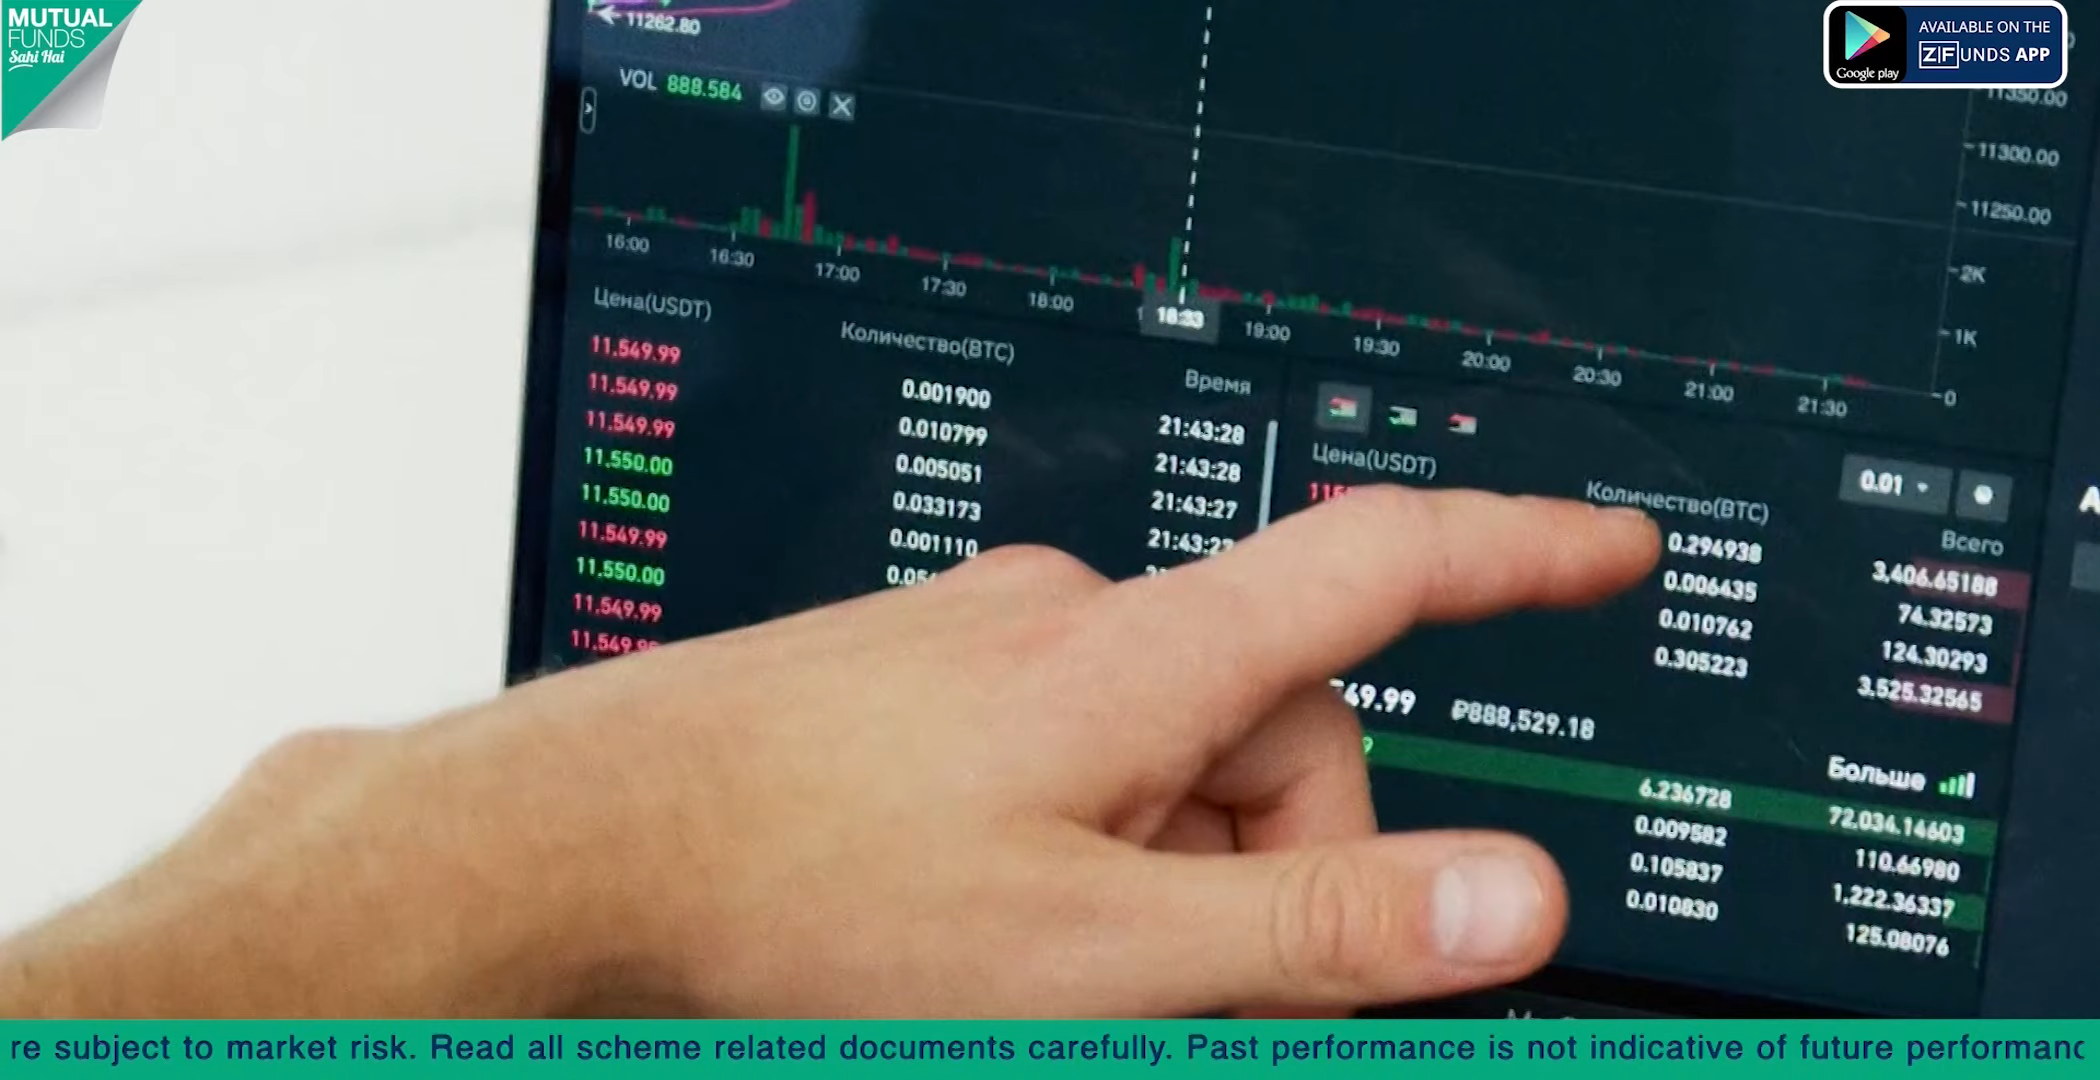 MUTUAL
FUNDS
Sahi Hai
Google play
AVAILABLE ON THE
ZFUNDS APP
11262.80
VOL 888.584
11350.00
11300.00
11250.00
2K
1K
0
16:00 16:30 17:00 17:30 18:00 18:33 19:00 19:30 20:00 20:30 21:00 21:30
Цена(USDT) Количество(BTC) Время
11,549.99 0.001900 21:43:28
11,549.99 0.010799 21:43:28
11,549.99 0.005051 21:43:27
11,550.00 0.033173
11,550.00 0.001110
11,549.99
11,550.00
11,549.99
0.01
Цена(USDT) Количество(BTC) Всего
0.294938 3,406.65188
0.006435 74.32573
0.010762 124.30293
0.305223 3,525.32565
49.99 ₽888,529.18 Больше
6.236728 72,034.14603
0.009582 110.66980
0.105837 1,222.36337
0.010830 125.08076
re subject to market risk. Read all scheme related documents carefully. Past performance is not indicative of future performanc